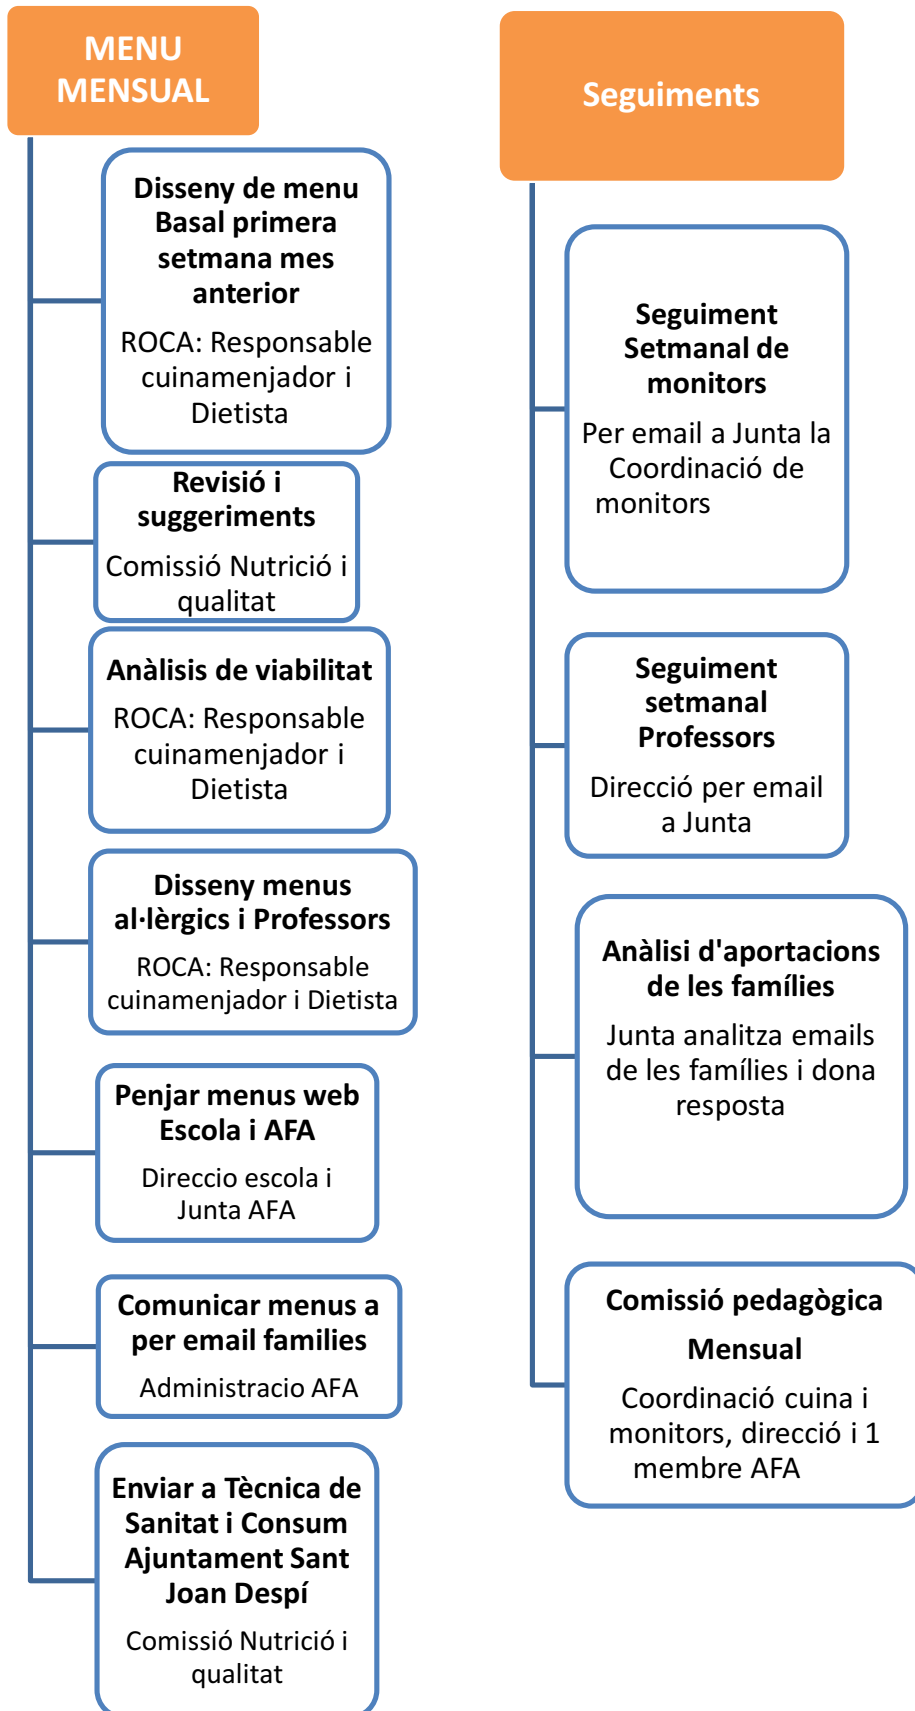 MENU
MENSUAL
Disseny de menu
Basal primera
setmana mes
anterior
ROCA: Responsable
cuinamenjador i
Dietista
Revisió i
suggeriments
Comissió Nutrició i
qualitat
Anàlisis de viabilitat
ROCA: Responsable
cuinamenjador i
Dietista
Disseny menus
al·lèrgics i Professors
ROCA: Responsable
cuinamenjador i Dietista
Penjar menus web
Escola i AFA
Direccio escola i
Junta AFA
Comunicar menus a
per email families
Administracio AFA
Enviar a Tècnica de
Sanitat i Consum
Ajuntament Sant
Joan Despí
Comissió Nutrició i
qualitat
Seguiments
Seguiment
Setmanal de
monitors
Per email a Junta la
Coordinació de
monitors
Seguiment
setmanal
Professors
Direcció per email
a Junta
Anàlisi d'aportacions
de les famílies
Junta analitza emails
de les famílies i dona
resposta
Comissió pedagògica
Mensual
Coordinació cuina i
monitors, direcció i 1
membre AFA